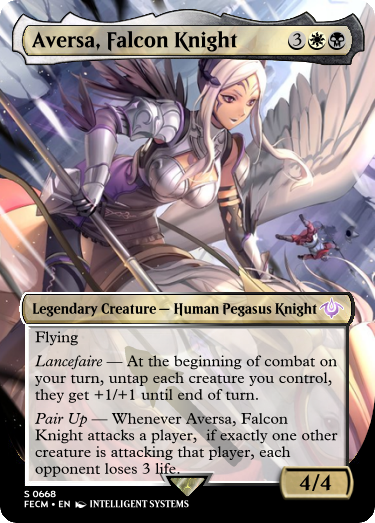 Aversa, Falcon Knight 3
Legendary Creature — Human Pegasus Knight
Flying
Lancefaire — At the beginning of combat on
your turn, untap each creature you control,
they get +1/+1 until end of turn.
Pair Up — Whenever Aversa, Falcon
Knight attacks a player,  if exactly one other
creature is attacking that player, each
opponent loses 3 life.
4/4
S 0668
FECM • EN INTELLIGENT SYSTEMS